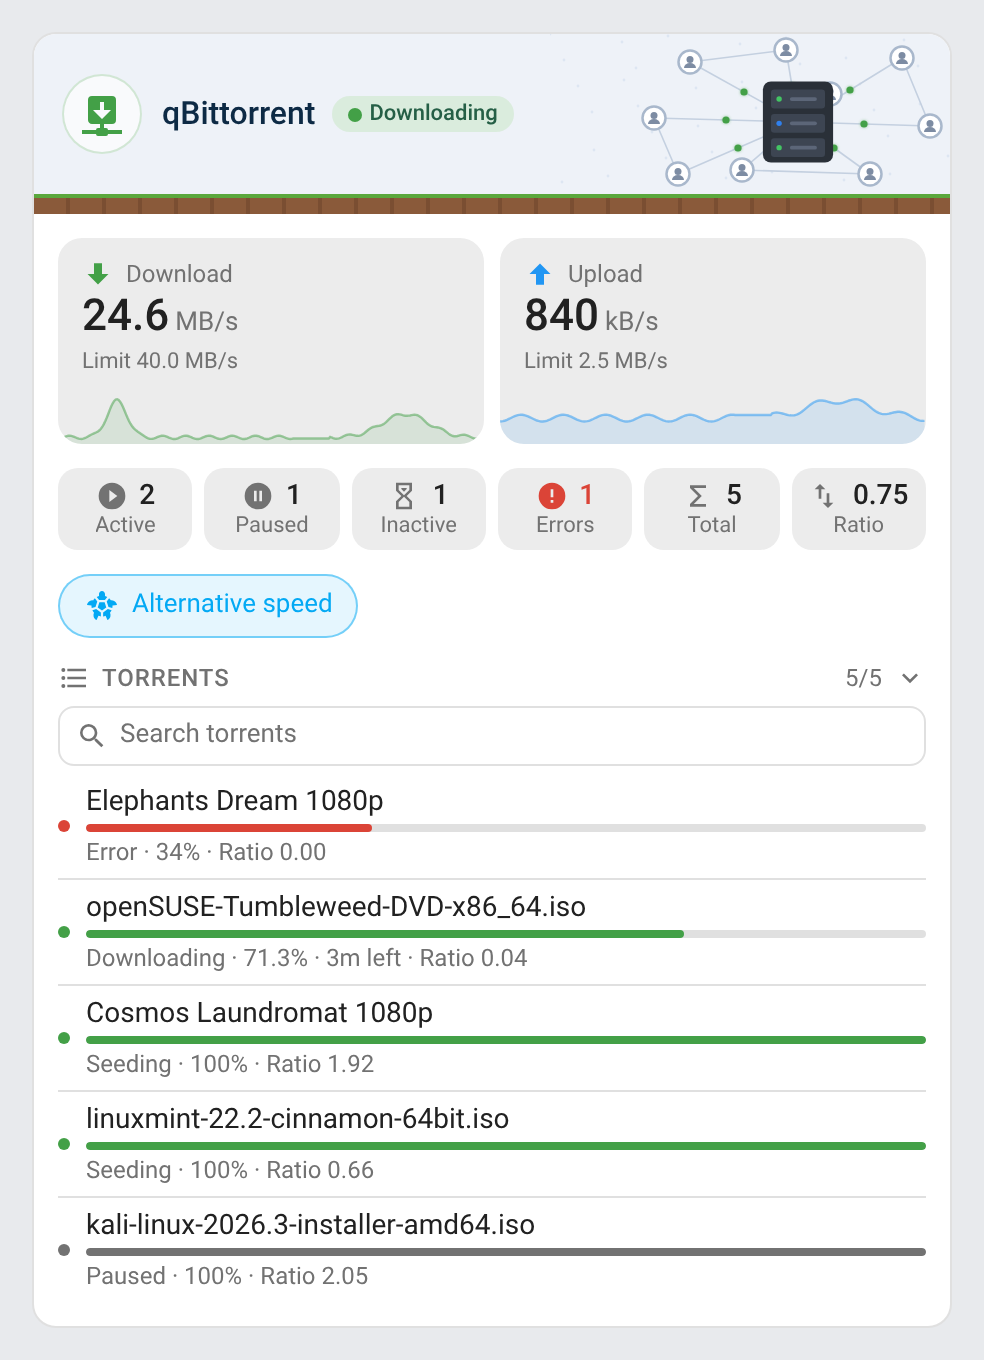 qBittorrent
Downloading
Download
24.6 MB/s
Limit 40.0 MB/s
Upload
840 kB/s
Limit 2.5 MB/s
2
Active
1
Paused
1
Inactive
1
Errors
5
Total
0.75
Ratio
Alternative speed
TORRENTS
5/5
Search torrents
Elephants Dream 1080p
Error · 34% · Ratio 0.00
openSUSE-Tumbleweed-DVD-x86_64.iso
Downloading · 71.3% · 3m left · Ratio 0.04
Cosmos Laundromat 1080p
Seeding · 100% · Ratio 1.92
linuxmint-22.2-cinnamon-64bit.iso
Seeding · 100% · Ratio 0.66
kali-linux-2026.3-installer-amd64.iso
Paused · 100% · Ratio 2.05